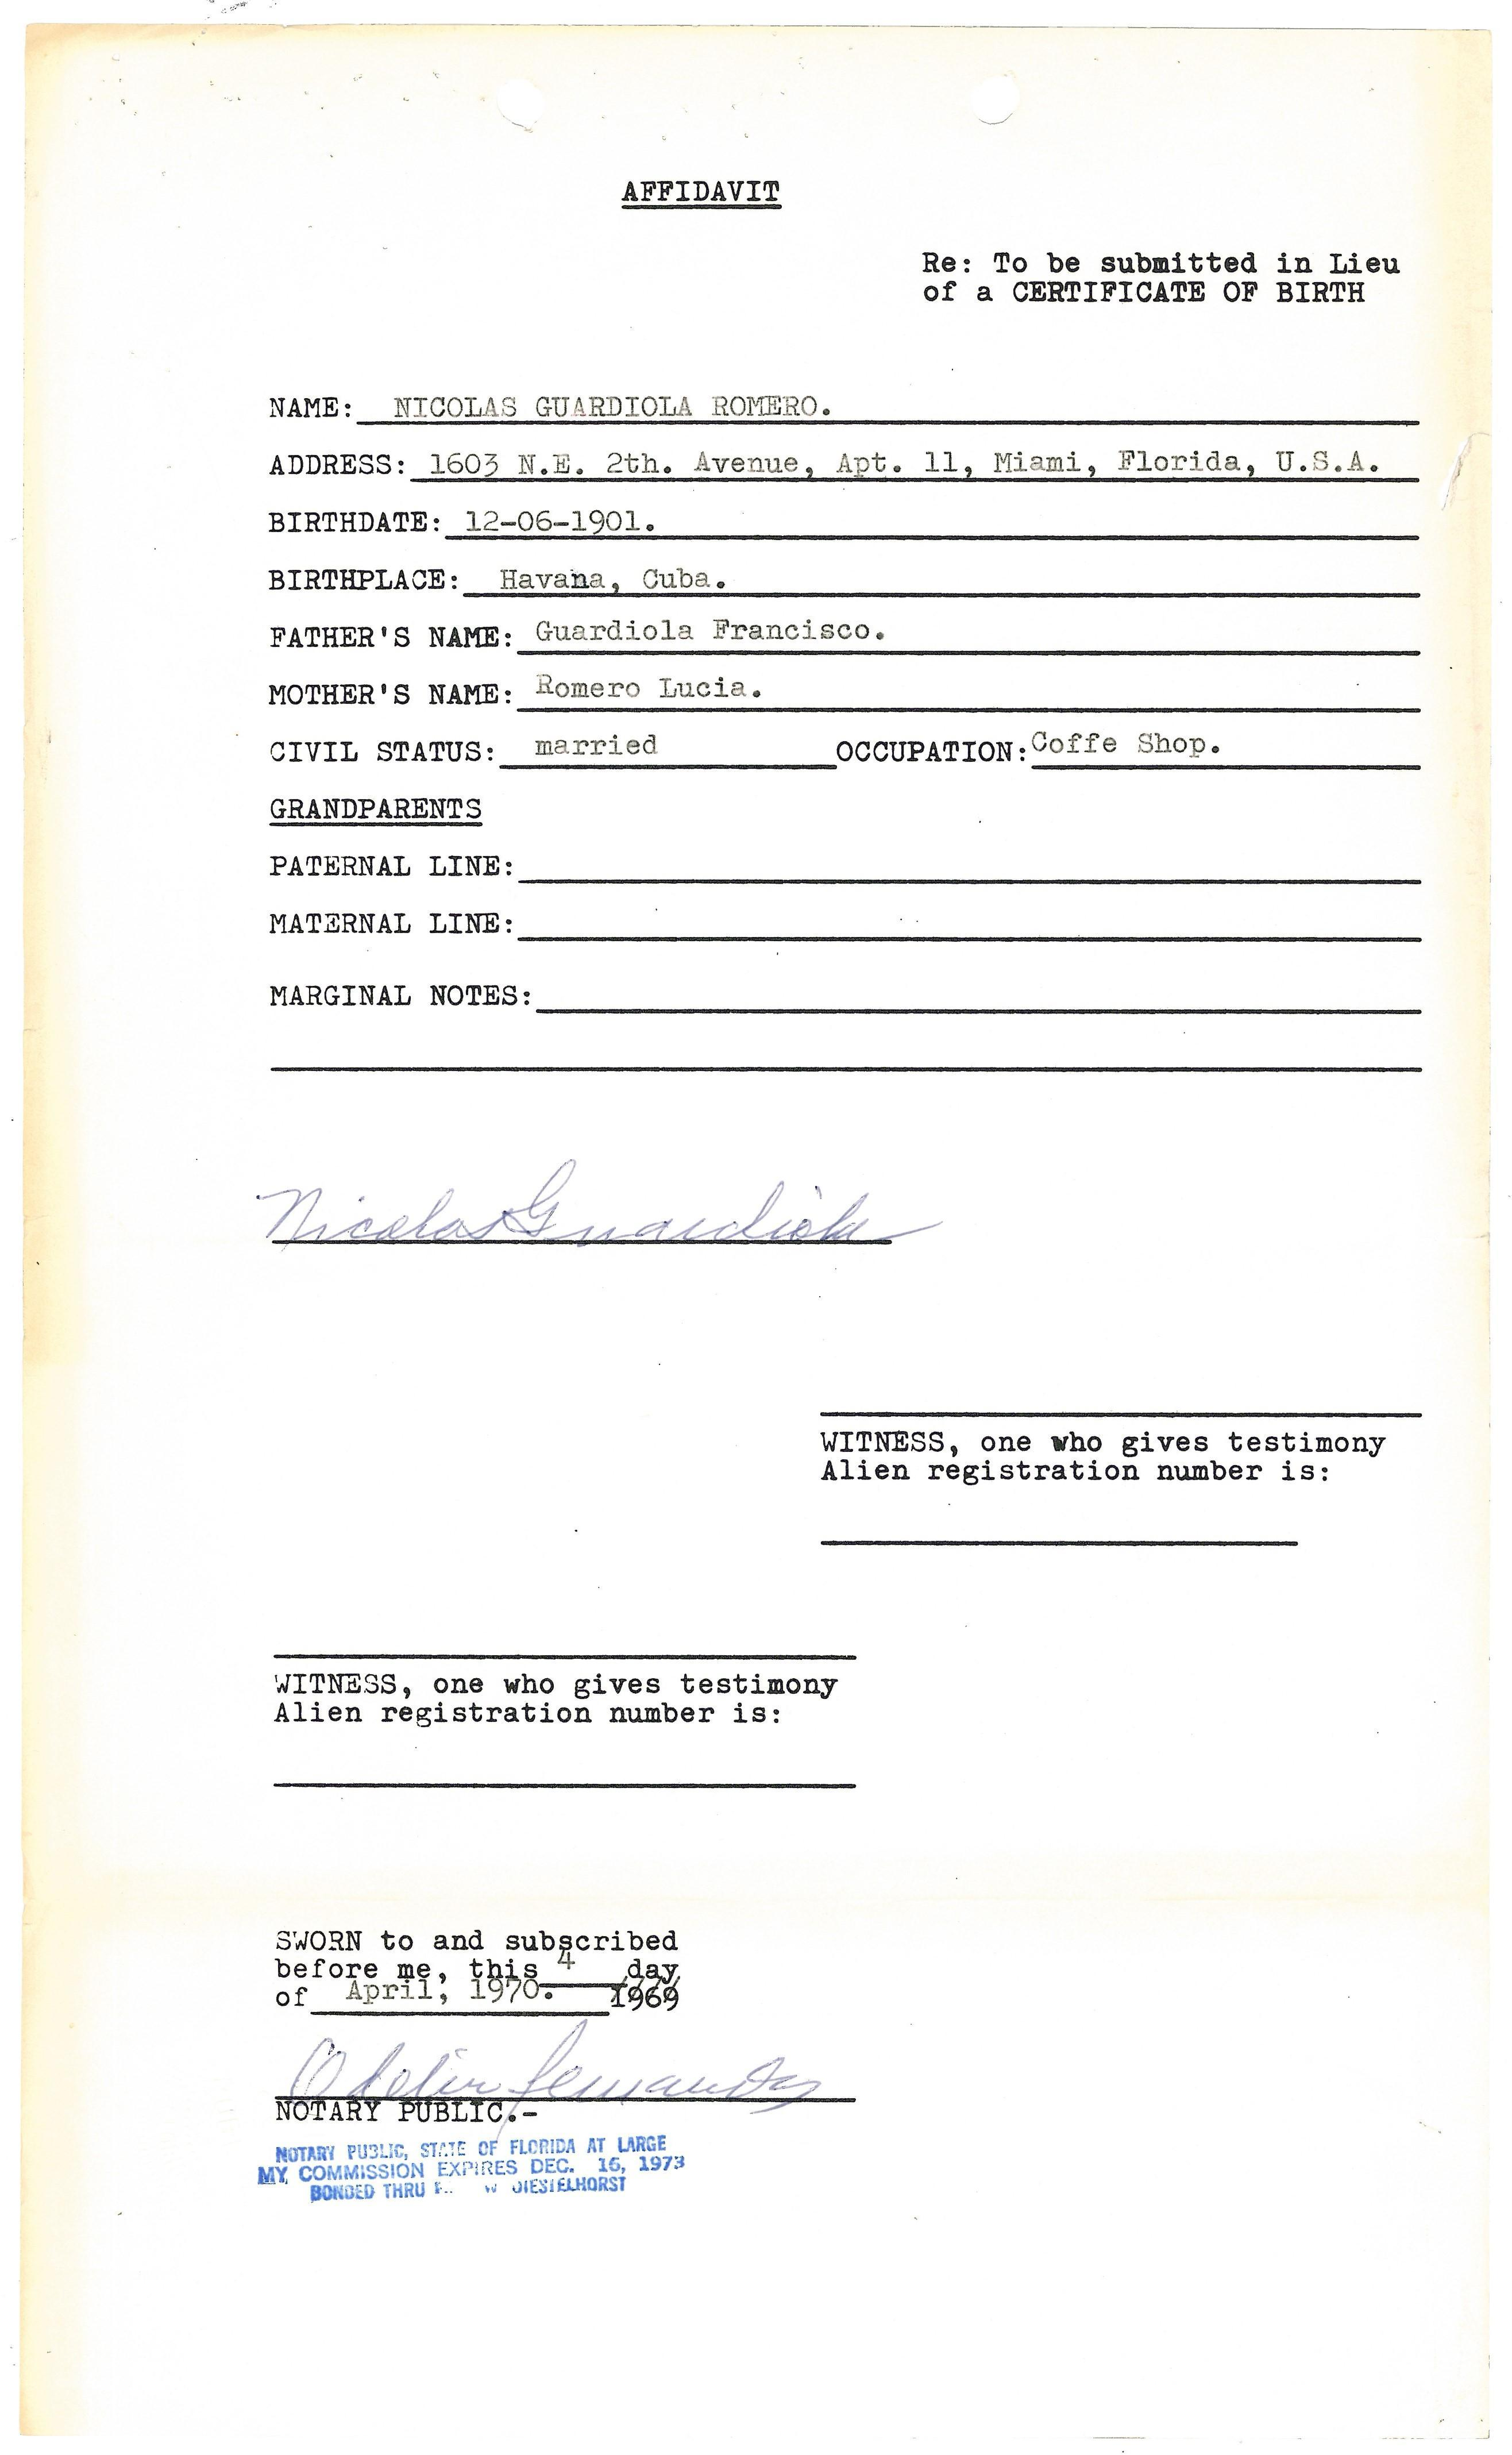 AFFIDAVIT
Re: To be submitted in Lieu
of a CERTIFICATE OF BIRTH
NAME: NICOLAS GUARDIOLA ROMERO.
ADDRESS: 1603 N.E. 2th. Avenue, Apt. 11, Miami, Florida, U.S.A.
BIRTHDATE: 12-06-1901.
BIRTHPLACE: Havana, Cuba.
FATHER'S NAME: Guardiola Francisco.
MOTHER'S NAME: Romero Lucia.
CIVIL STATUS: married OCCUPATION: Coffe Shop.
GRANDPARENTS
PATERNAL LINE:
MATERNAL LINE:
MARGINAL NOTES:
Nicolas Guardiola
WITNESS, one who gives testimony
Alien registration number is:
WITNESS, one who gives testimony
Alien registration number is:
SWORN to and subscribed
before me, this 4 day
of April, 1970. 1969
Fernandez
NOTARY PUBLIC.-
NOTARY PUBLIC, STATE OF FLORIDA AT LARGE
MY COMMISSION EXPIRES DEC. 16, 1973
BONDED THRU W DIESTELHORST